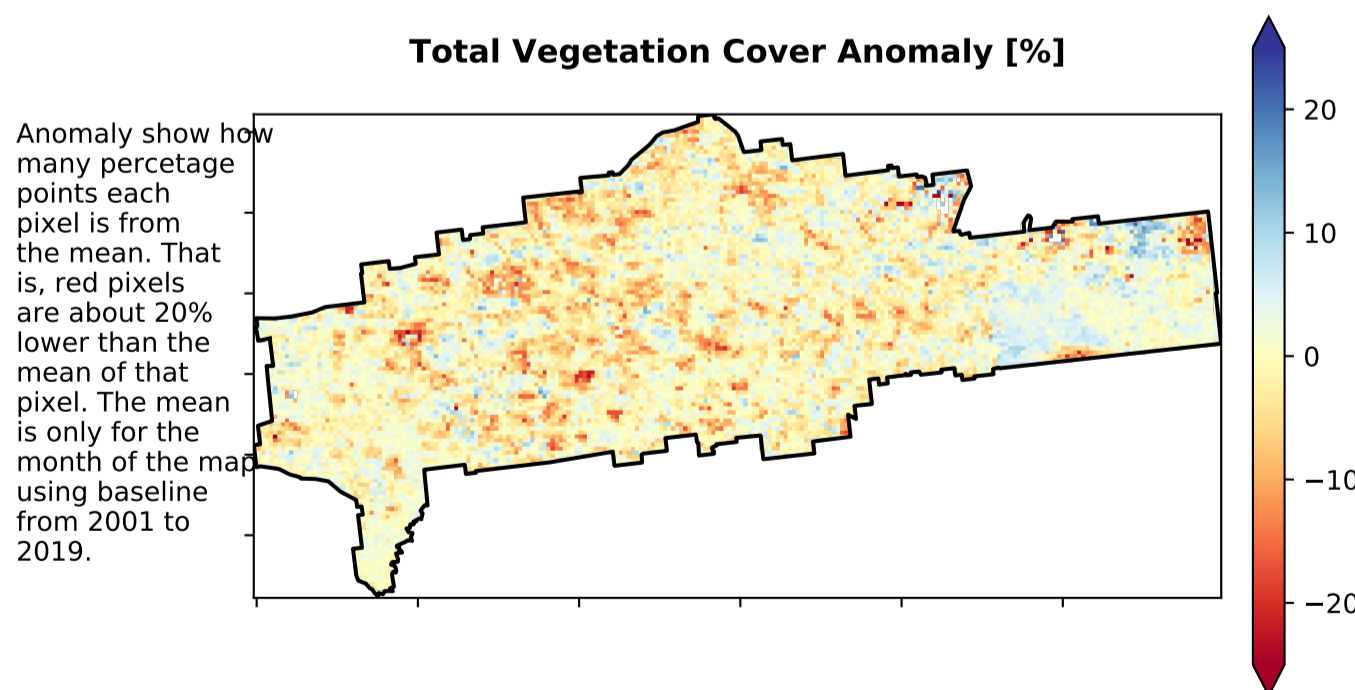 Total Vegetation Cover Anomaly [%]
Anomaly show how
many percetage
points each
pixel is from
the mean. That
is, red pixels
are about 20%
lower than the
mean of that
pixel. The mean
is only for the
month of the map
using baseline
from 2001 to
2019.
20
10
0
−10
−20